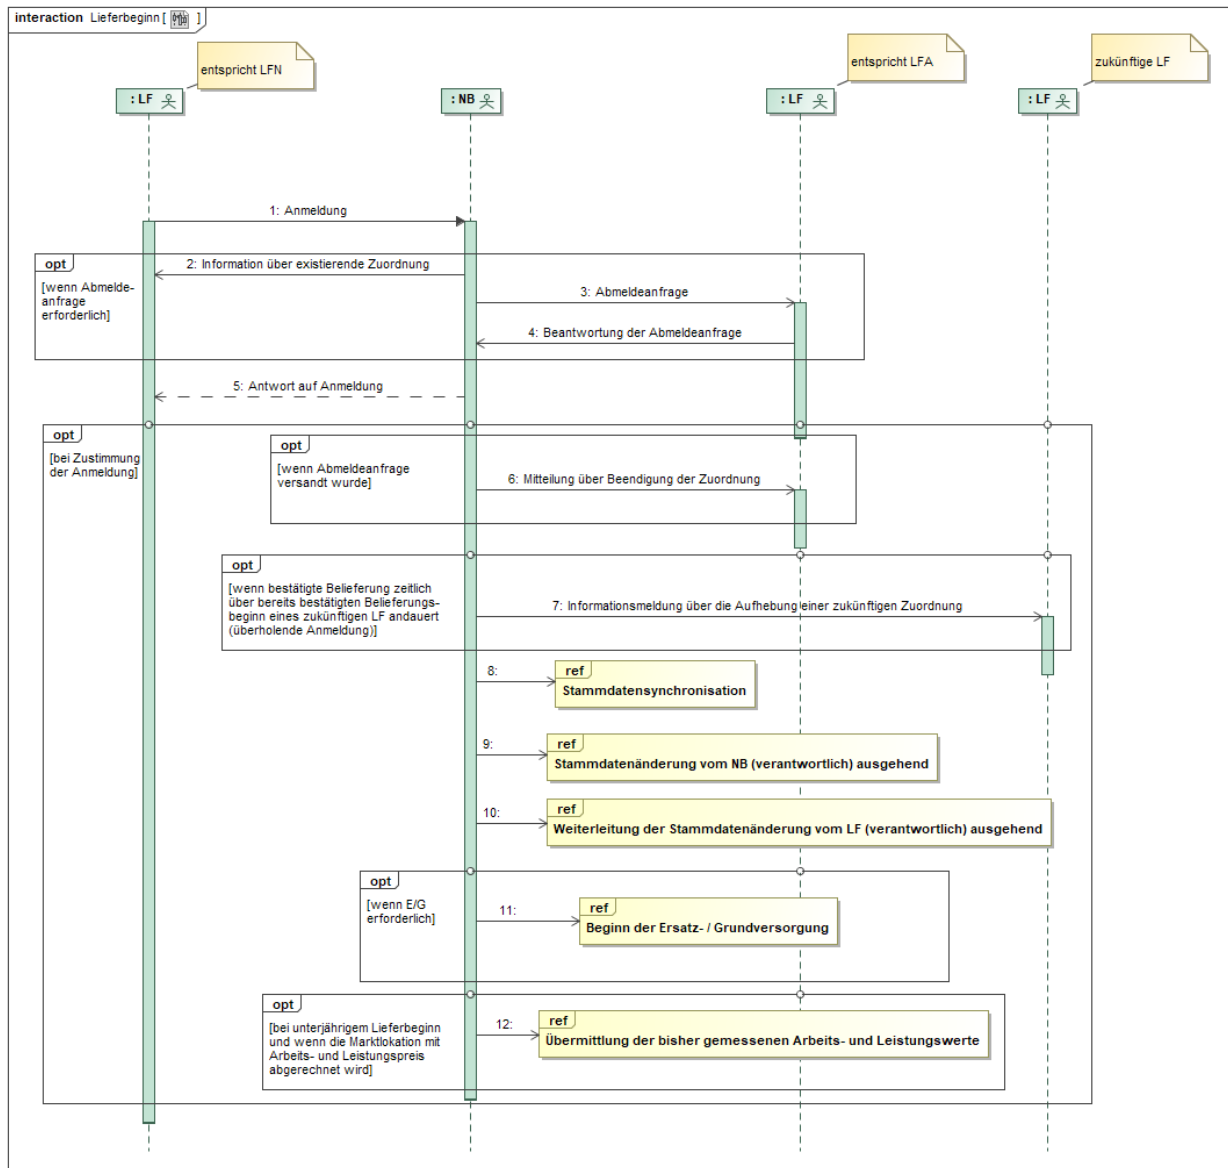 interaction Lieferbeginn [ ]
entspricht LFN
entspricht LFA
zukünftige LF
: LF
: NB
: LF
: LF
1: Anmeldung
opt
2: Information über existierende Zuordnung
[wenn Abmelde-
anfrage
erforderlich]
3: Abmeldeanfrage
4: Beantwortung der Abmeldeanfrage
5: Antwort auf Anmeldung
opt
[bei Zustimmung
der Anmeldung]
opt
[wenn Abmeldeanfrage
versandt wurde]
6: Mitteilung über Beendigung der Zuordnung
opt
[wenn bestätigte Belieferung zeitlich
über bereits bestätigten Belieferungs-
beginn eines zukünftigen LF andauert
(überholende Anmeldung)]
7: Informationsmeldung über die Aufhebung einer zukünftigen Zuordnung
8:
ref
Stammdatensynchronisation
9:
ref
Stammdatenänderung vom NB (verantwortlich) ausgehend
10:
ref
Weiterleitung der Stammdatenänderung vom LF (verantwortlich) ausgehend
opt
[wenn E/G
erforderlich]
11:
ref
Beginn der Ersatz- / Grundversorgung
opt
[bei unterjährigem Lieferbeginn
und wenn die Marktlokation mit
Arbeits- und Leistungspreis
abgerechnet wird]
12:
ref
Übermittlung der bisher gemessenen Arbeits- und Leistungswerte